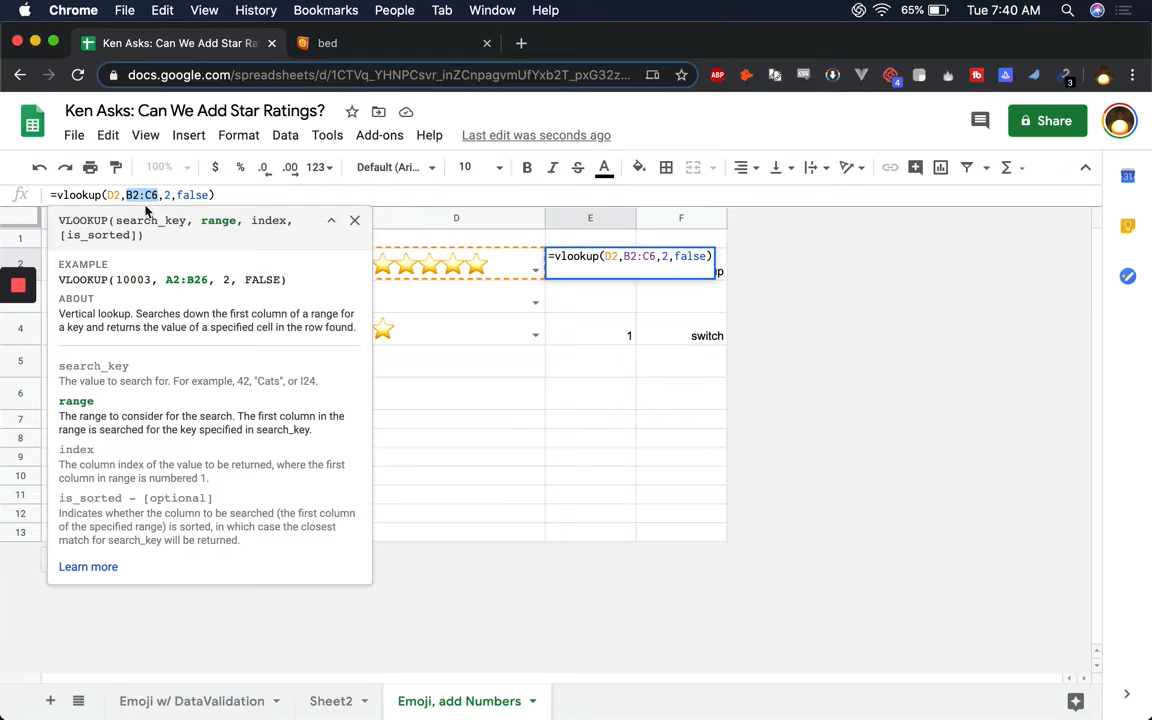 Chrome File Edit View History Bookmarks People Tab Window Help 65% Tue 7:40 AM
Ken Asks: Can We Add Star Ra bed
docs.google.com/spreadsheets/d/1CTVq_YHNPCsvr_inZCnpagvmUfYxb2T_pxG32z...
ABP 4 1b 3
Ken Asks: Can We Add Star Ratings?
File Edit View Insert Format Data Tools Add-ons Help Last edit was seconds ago
Share
100% $ % .0 .00 123 Default (Ari... 10 B I S A
fx =vlookup(D2,B2:C6,2,false)
VLOOKUP(search_key, range, index,
[is_sorted])
EXAMPLE
VLOOKUP(10003, A2:B26, 2, FALSE)
ABOUT
Vertical lookup. Searches down the first column of a range for
a key and returns the value of a specified cell in the row found.
search_key
The value to search for. For example, 42, "Cats", or I24.
range
The range to consider for the search. The first column in the
range is searched for the key specified in search_key.
index
The column index of the value to be returned, where the first
column in range is numbered 1.
is_sorted - [optional]
Indicates whether the column to be searched (the first column
of the specified range) is sorted, in which case the closest
match for search_key will be returned.
Learn more
D E F
1
2 ⭐⭐⭐⭐⭐ =vlookup(D2,B2:C6,2,false) up
4 ⭐ 1 switch
5
6
7
8
9
10
11
12
13
31
Emoji w/ DataValidation Sheet2 Emoji, add Numbers